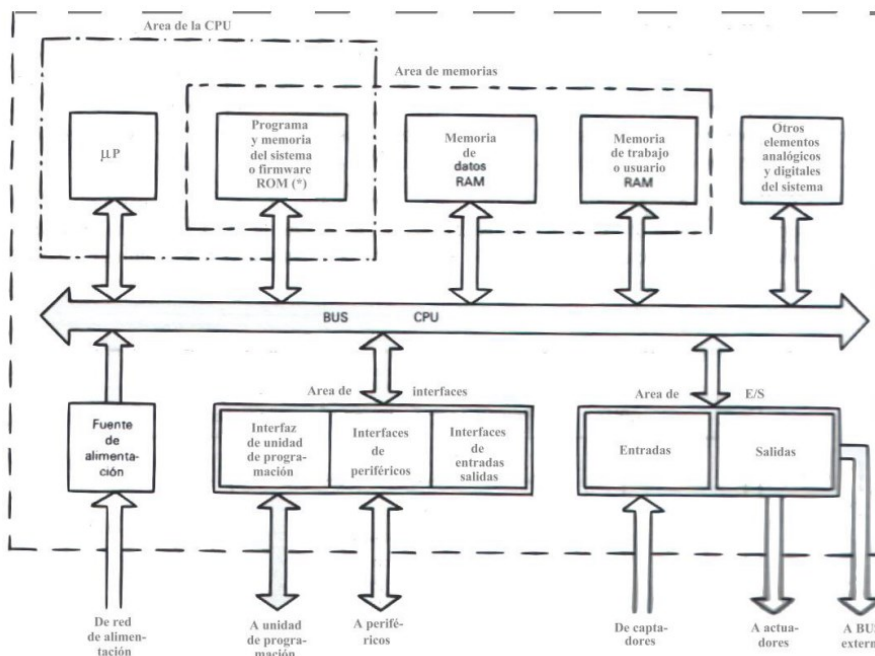 Area de la CPU
Area de memorias
μP
Programa
y memoria
del sistema
o firmware
ROM (*)
Memoria
de
datos
RAM
Memoria
de trabajo
o usuario
RAM
Otros
elementos
analógicos
y digitales
del sistema
BUS CPU
Area de interfaces
Area de E/S
Fuente
de
alimenta-
ción
Interfaz
de unidad
de progra-
mación
Interfaces
de
periféricos
Interfaces
de
entradas
salidas
Entradas
Salidas
De red
de alimen-
tación
A unidad
de progra-
mación
A perifé-
ricos
De capta-
dores
A actua-
dores
A BU
extern